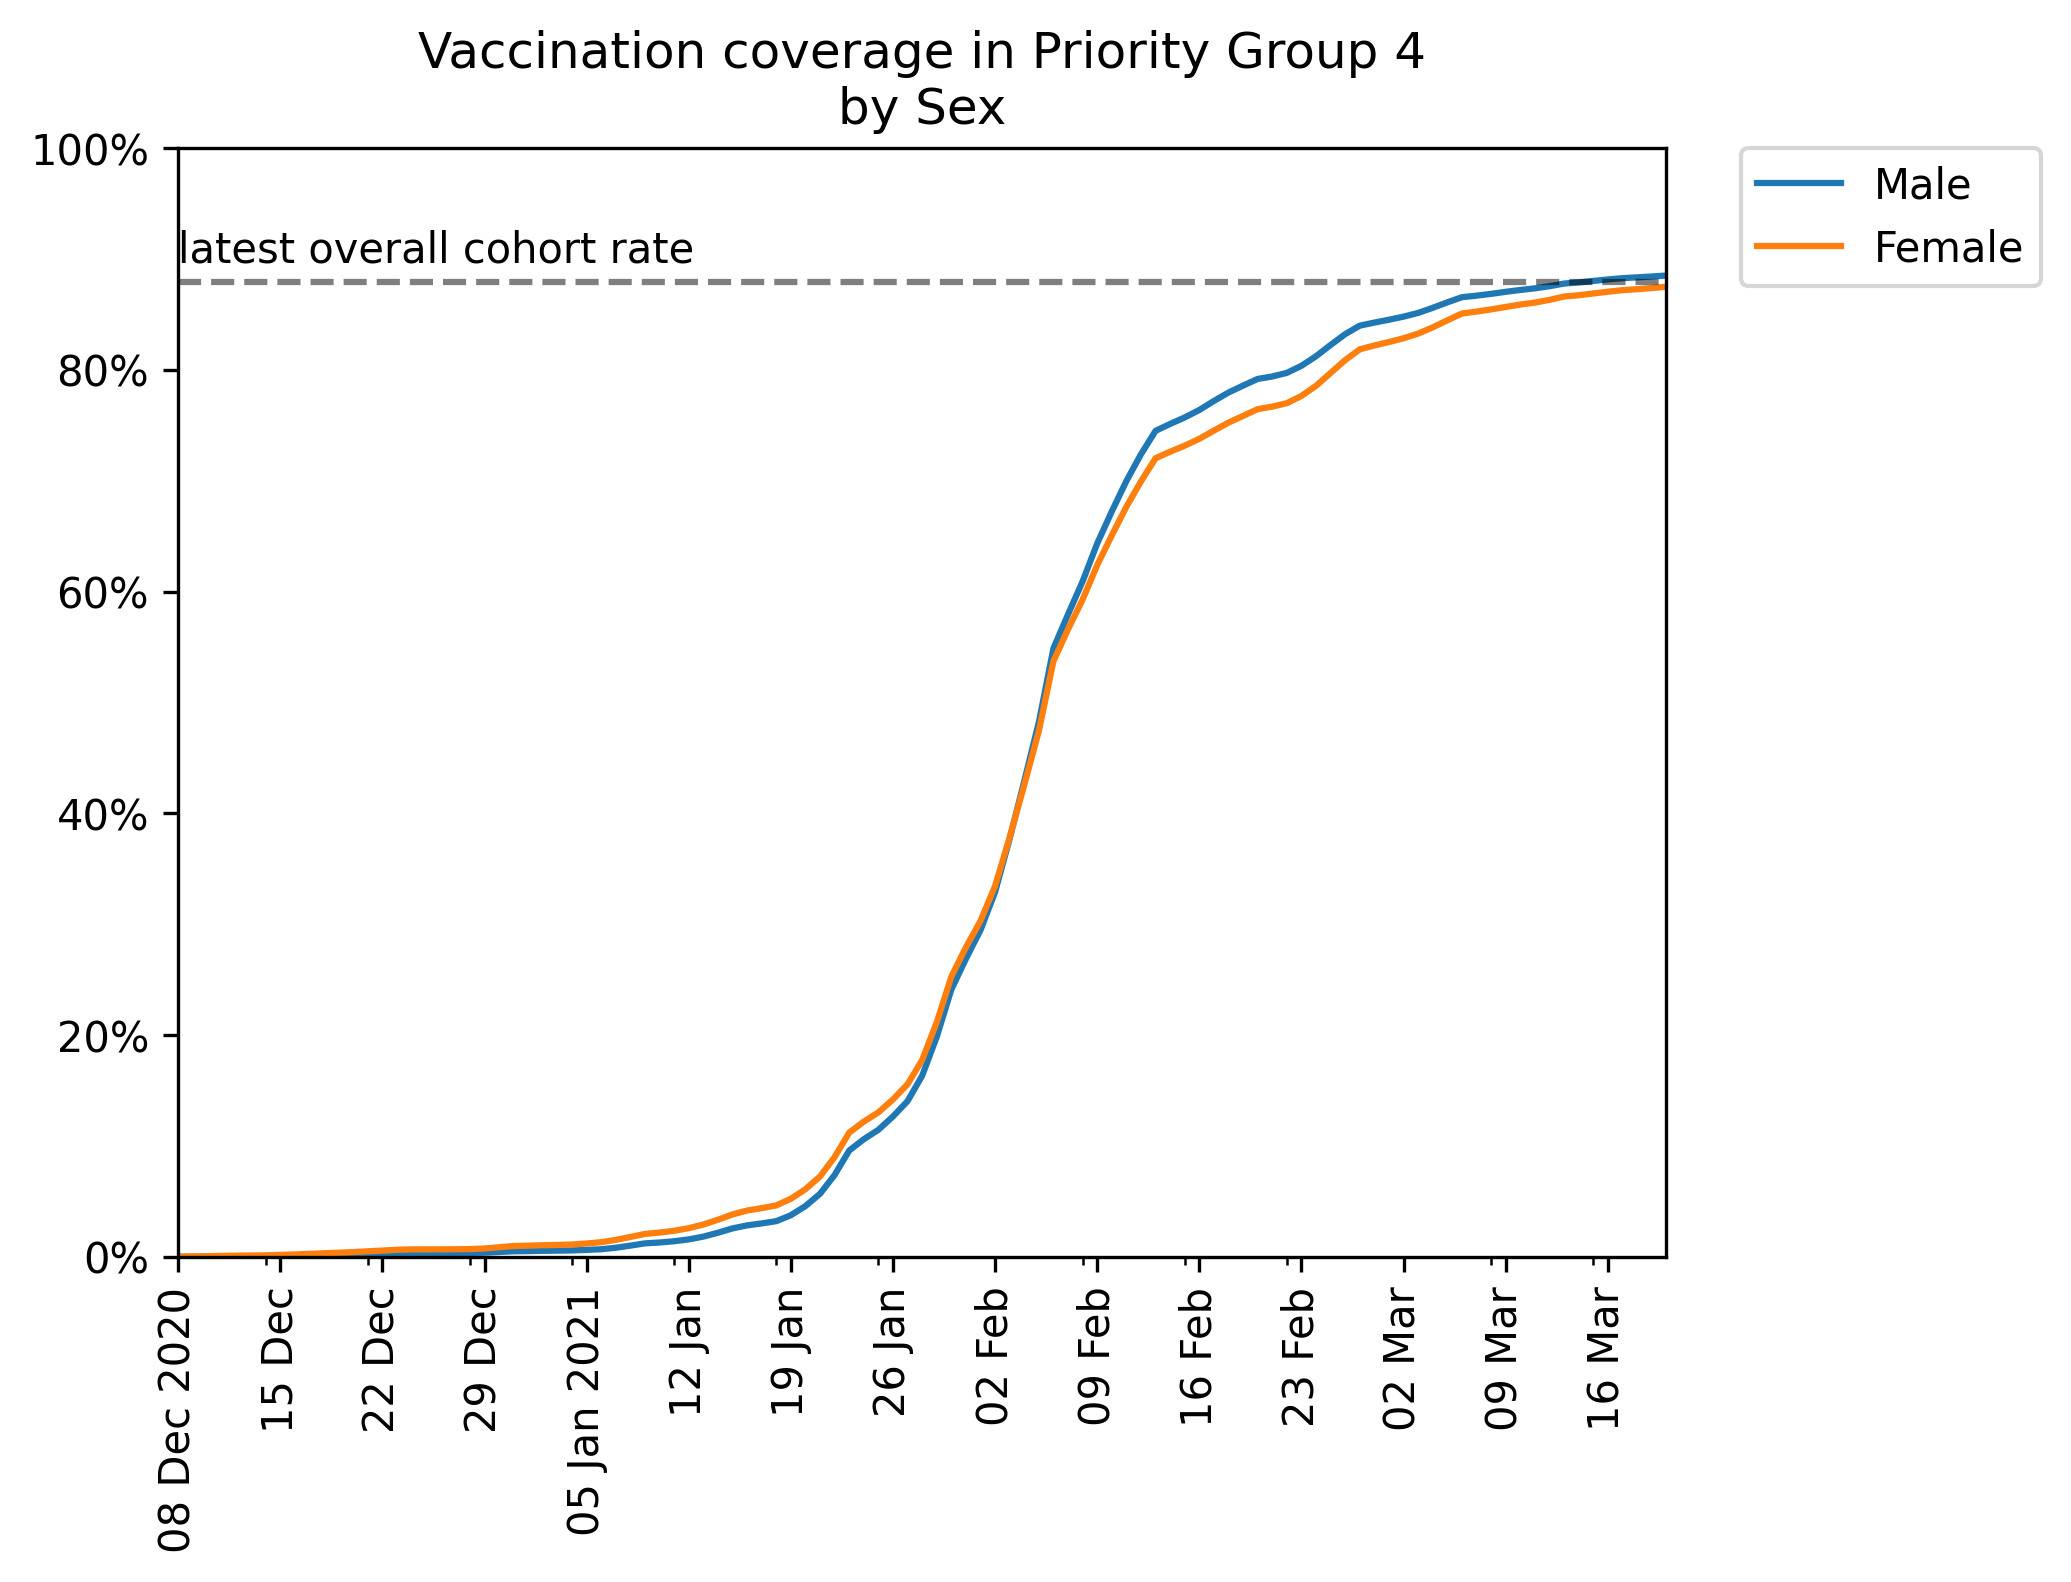 Vaccination coverage in Priority Group 4
by Sex
100%
80%
60%
40%
20%
0%
latest overall cohort rate
Male
Female
08 Dec 2020
15 Dec
22 Dec
29 Dec
05 Jan 2021
12 Jan
19 Jan
26 Jan
02 Feb
09 Feb
16 Feb
23 Feb
02 Mar
09 Mar
16 Mar